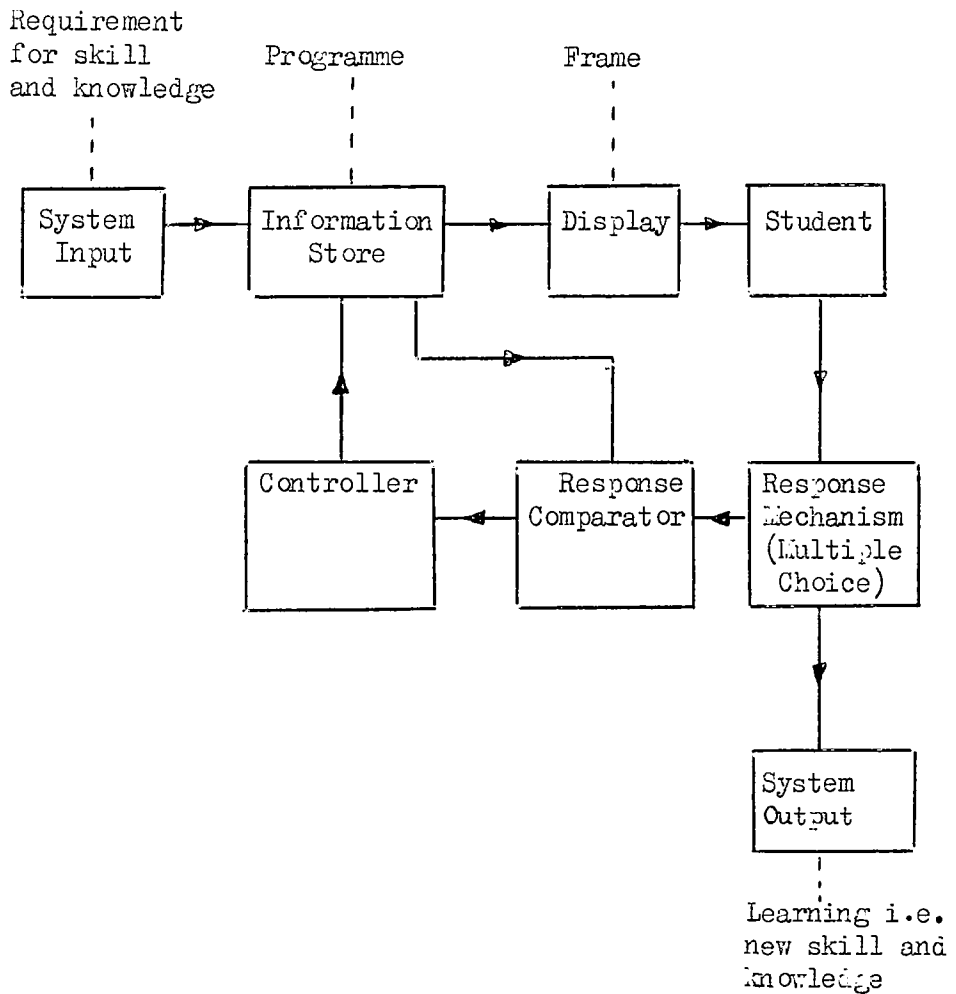 Requirement
for skill
and knowledge
Programme
Frame
System
Input
Information
Store
Display
Student
Controller
Response
Comparator
Response
Mechanism
(Multiple
Choice)
System
Output
Learning i.e.
new skill and
knowledge